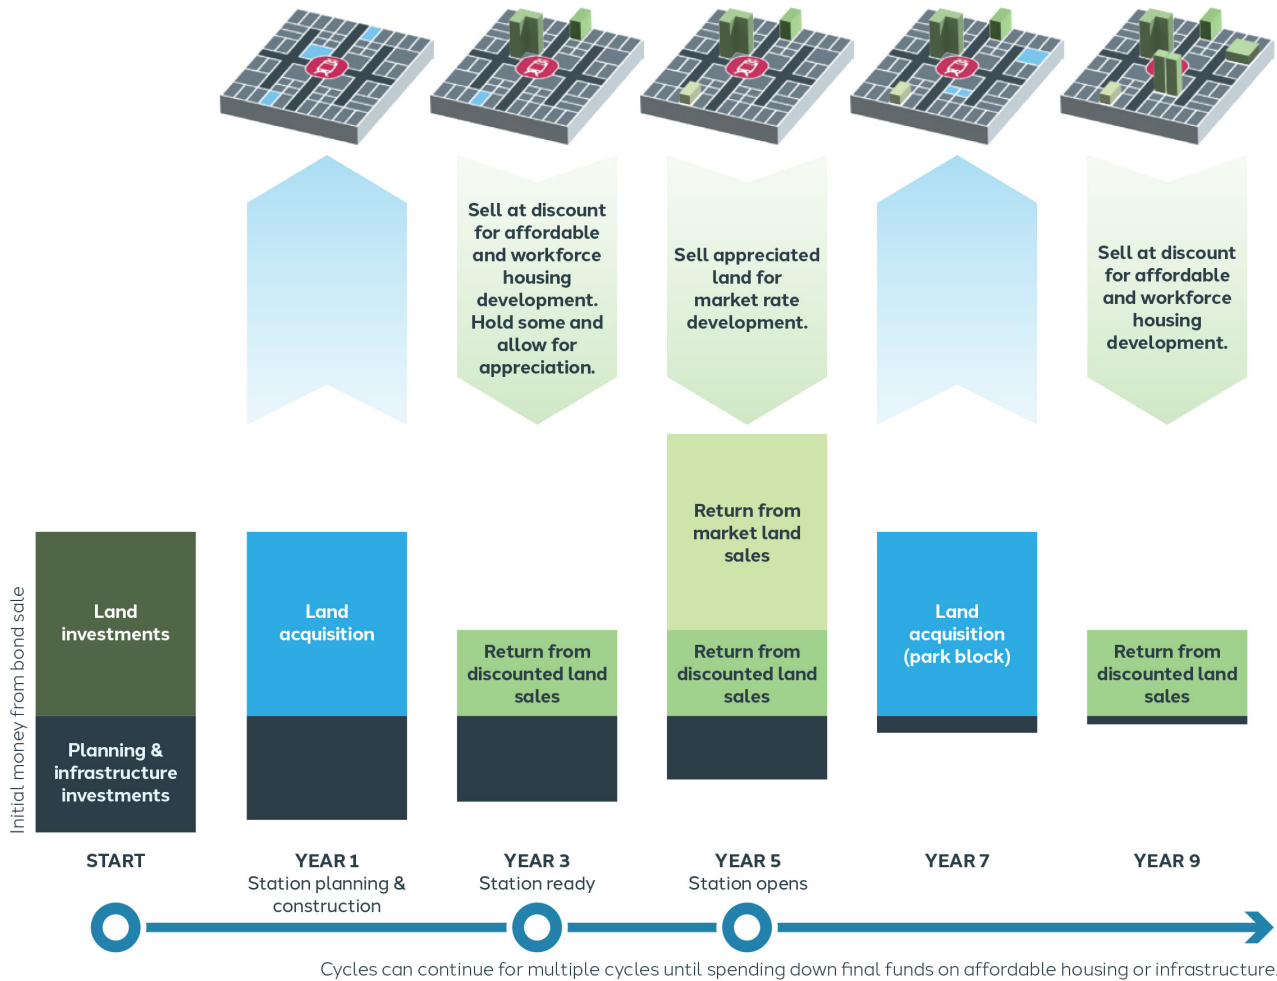 Sell at discount
for affordable
and workforce
housing
development.
Hold some and
allow for
appreciation.
Sell appreciated
land for
market rate
development.
Sell at discount
for affordable
and workforce
housing
development.
Initial money from bond sale
Land
investments
Planning &
infrastructure
investments
Land
acquisition
Return from
discounted land
sales
Return from
market land
sales
Return from
discounted land
sales
Land
acquisition
(park block)
Return from
discounted land
sales
START
YEAR 1
Station planning &
construction
YEAR 3
Station ready
YEAR 5
Station opens
YEAR 7
YEAR 9
Cycles can continue for multiple cycles until spending down final funds on affordable housing or infrastructure.